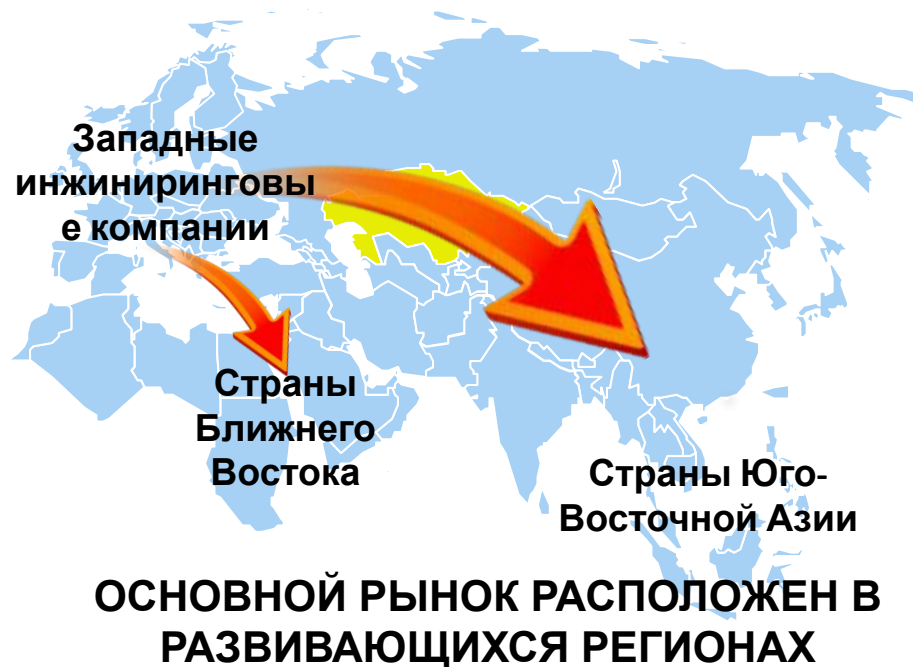 Западные
инжиниринговы
е компании
Страны
Ближнего
Востока
Страны Юго-
Восточной Азии
ОСНОВНОЙ РЫНОК РАСПОЛОЖЕН В
РАЗВИВАЮЩИХСЯ РЕГИОНАХ